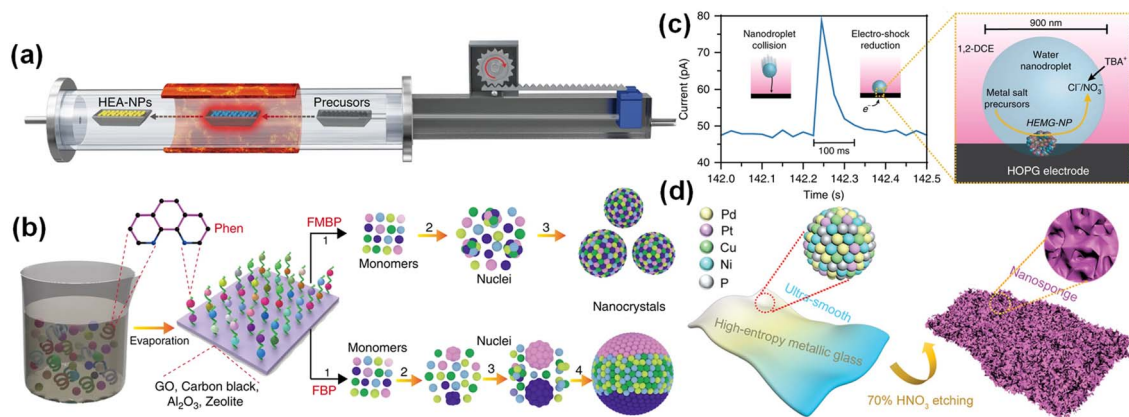 (a)
HEA-NPs
Precusors
(b)
Phen
Evaporation
GO, Carbon black,
Al₂O₃, Zeolite
FMBP
1
Monomers
2
Nuclei
3
Nanocrystals
FBP
1
Monomers
2
Nuclei
3
4
(c)
Current (pA)
80
70
60
50
40
Nanodroplet
collision
Electro-shock
reduction
e⁻
100 ms
142.0 142.1 142.2 142.3 142.4 142.5
Time (s)
900 nm
1,2-DCE
Water
nanodroplet
TBA⁺
Cl⁻/NO₃⁻
Metal salt
precursors
HEMG-NP
HOPG electrode
(d)
Pd
Pt
Cu
Ni
P
Ultra-smooth
High-entropy metallic glass
70% HNO₃ etching
Nanosponge